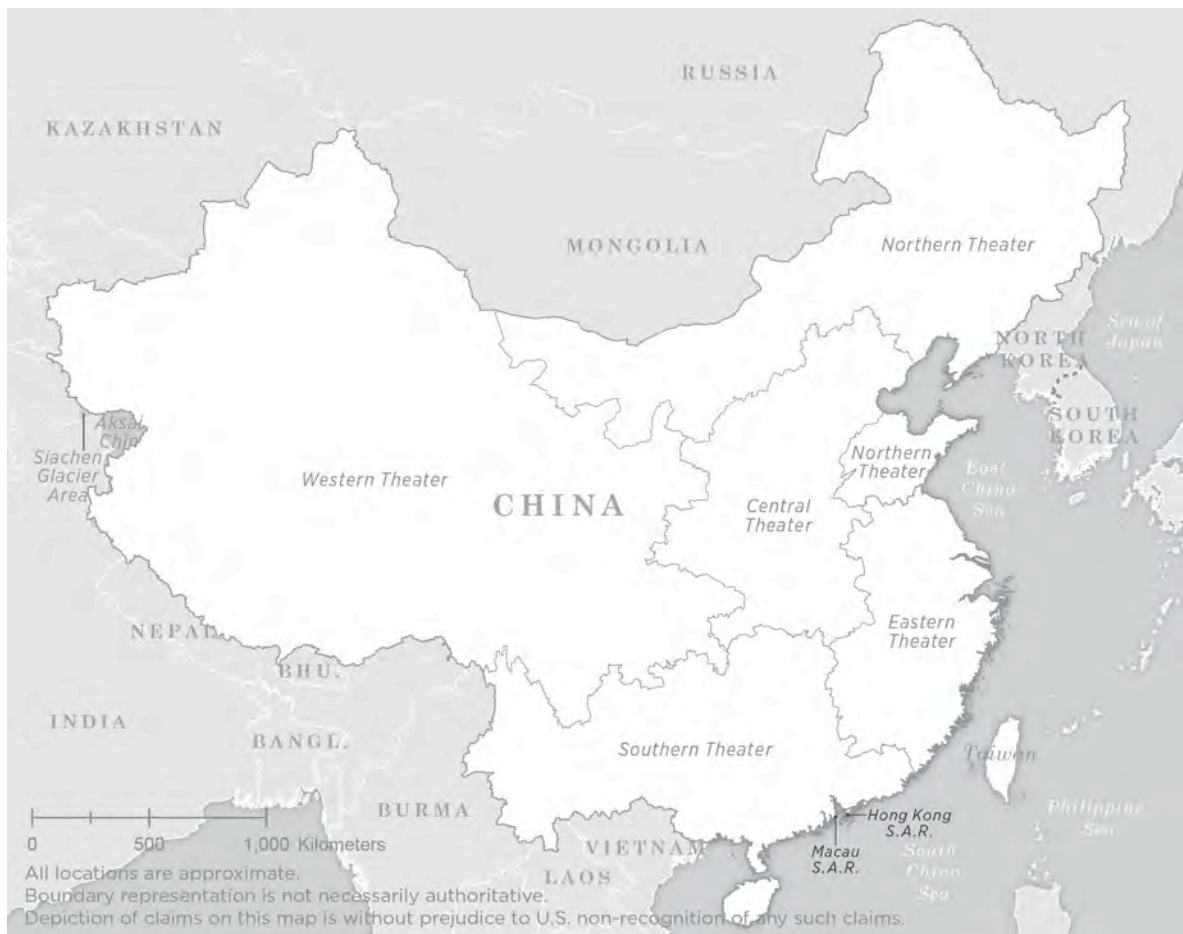 RUSSIA
KAZAKHSTAN
MONGOLIA
Northern Theater
Sea of
Japan
NORTH
KOREA
SOUTH
KOREA
Aksai
Chin
Siachen
Glacier
Area
Western Theater
CHINA
Northern
Theater
East
China
Sea
Central
Theater
Eastern
Theater
NEPAL
BHU.
INDIA
BANGL.
Southern Theater
Taiwan
BURMA
Philippine
Sea
Hong Kong
S.A.R.
Macau
S.A.R.
VIETNAM
LAOS
South
China
Sea
0 500 1,000 Kilometers
All locations are approximate.
Boundary representation is not necessarily authoritative.
Depiction of claims on this map is without prejudice to U.S. non-recognition of any such claims.